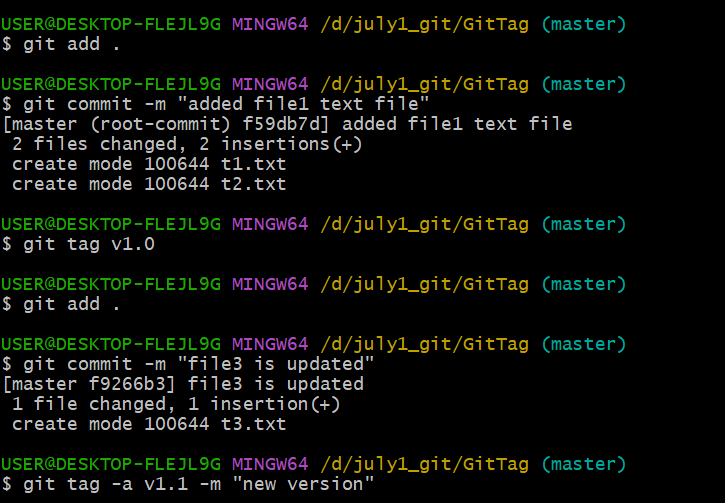 USER@DESKTOP-FLEJL9G MINGW64 /d/july1_git/GitTag (master)
$ git add .
USER@DESKTOP-FLEJL9G MINGW64 /d/july1_git/GitTag (master)
$ git commit -m "added file1 text file"
[master (root-commit) f59db7d] added file1 text file
 2 files changed, 2 insertions(+)
 create mode 100644 t1.txt
 create mode 100644 t2.txt
USER@DESKTOP-FLEJL9G MINGW64 /d/july1_git/GitTag (master)
$ git tag v1.0
USER@DESKTOP-FLEJL9G MINGW64 /d/july1_git/GitTag (master)
$ git add .
USER@DESKTOP-FLEJL9G MINGW64 /d/july1_git/GitTag (master)
$ git commit -m "file3 is updated"
[master f9266b3] file3 is updated
 1 file changed, 1 insertion(+)
 create mode 100644 t3.txt
USER@DESKTOP-FLEJL9G MINGW64 /d/july1_git/GitTag (master)
$ git tag -a v1.1 -m "new version"